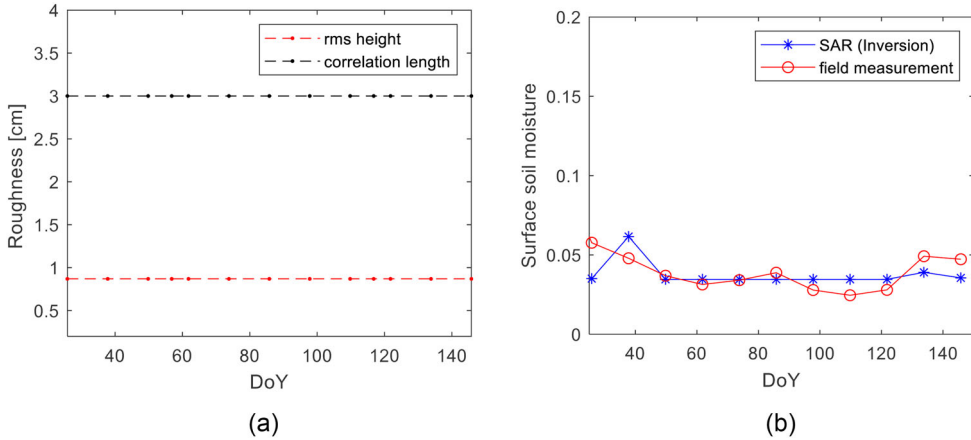 4
3.5
3
2.5
2
1.5
1
0.5
Roughness [cm]
rms height
correlation length
40 60 80 100 120 140
DoY
(a)
0.2
0.15
0.1
0.05
0
Surface soil moisture
SAR (Inversion)
field measurement
40 60 80 100 120 140
DoY
(b)